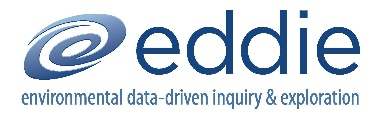 eddie
environmental data-driven inquiry & exploration